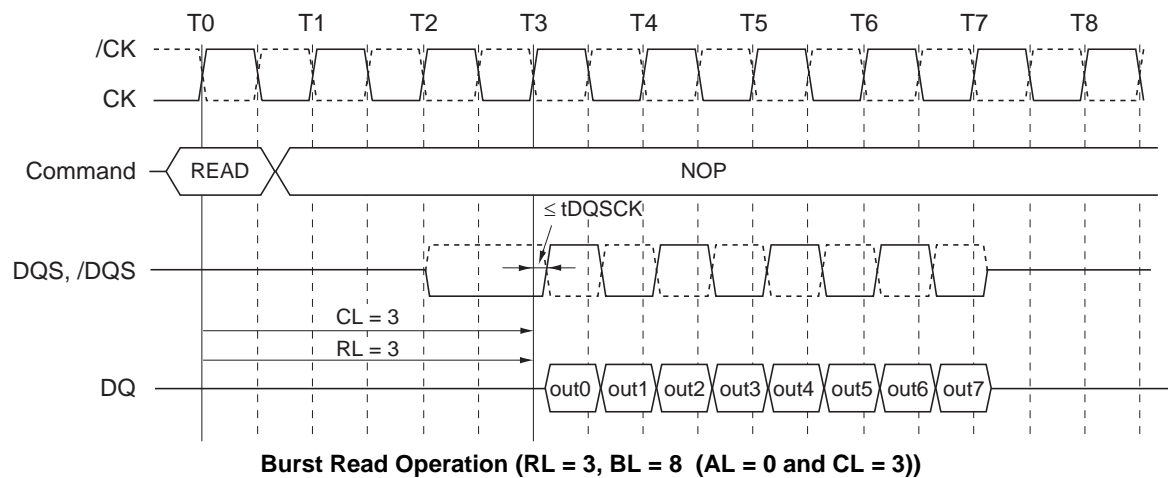 T0 T1 T2 T3 T4 T5 T6 T7 T8
/CK
CK
Command READ NOP
≤ tDQSCK
DQS, /DQS
CL = 3
RL = 3
DQ out0 out1 out2 out3 out4 out5 out6 out7
Burst Read Operation (RL = 3, BL = 8 (AL = 0 and CL = 3))